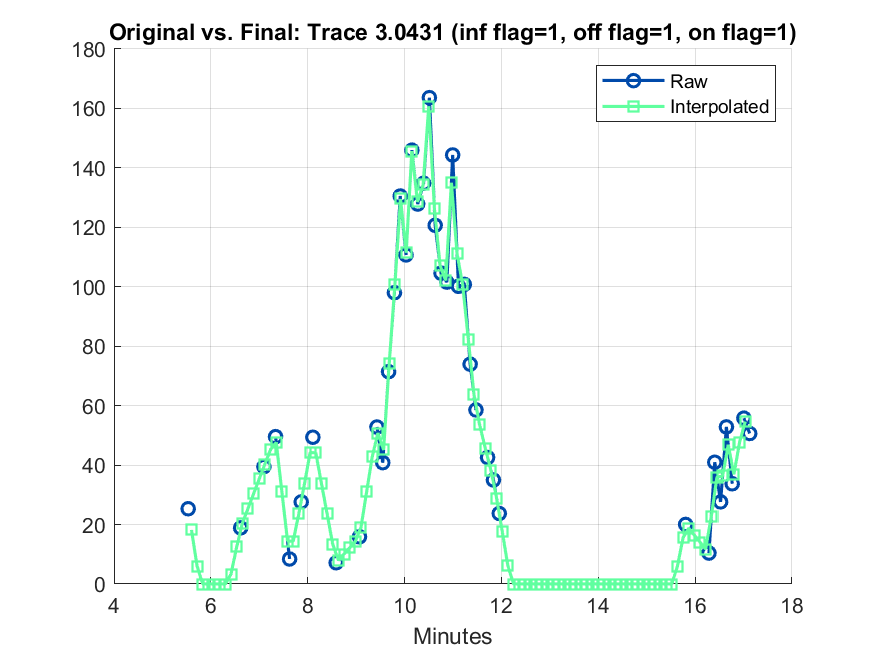 Original vs. Final: Trace 3.0431 (inf flag=1, off flag=1, on flag=1)
180
160
140
120
100
80
60
40
20
0
Raw
Interpolated
4 6 8 10 12 14 16 18
Minutes